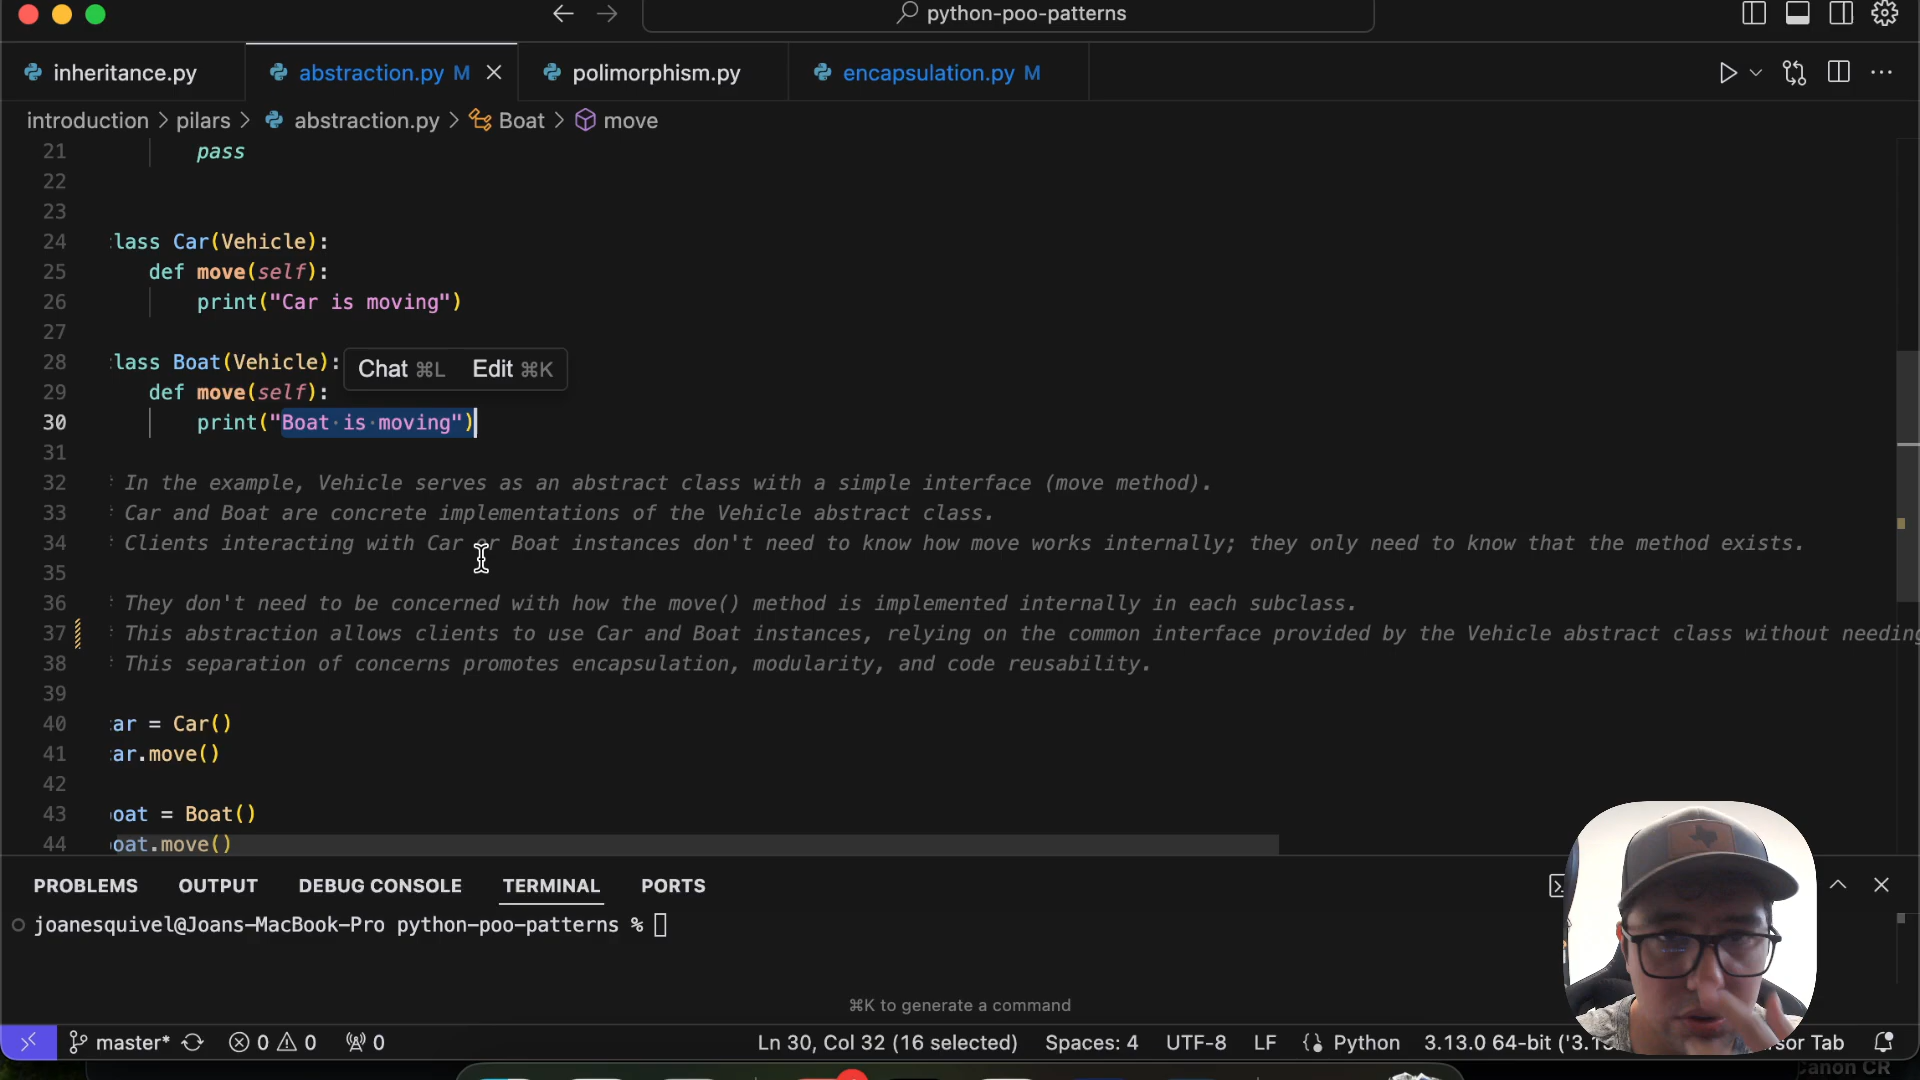 python-poo-patterns
inheritance.py
abstraction.py M
polimorphism.py
encapsulation.py M
introduction > pilars > abstraction.py > Boat > move
21 pass
22
23
24 lass Car(Vehicle):
25 def move(self):
26 print("Car is moving")
27
28 lass Boat(Vehicle):
Chat ⌘L Edit ⌘K
29 def move(self):
30 print("Boat·is·moving")
31
32 In the example, Vehicle serves as an abstract class with a simple interface (move method).
33 Car and Boat are concrete implementations of the Vehicle abstract class.
34 Clients interacting with Car or Boat instances don't need to know how move works internally; they only need to know that the method exists.
35
36 They don't need to be concerned with how the move() method is implemented internally in each subclass.
37 This abstraction allows clients to use Car and Boat instances, relying on the common interface provided by the Vehicle abstract class without needing
38 This separation of concerns promotes encapsulation, modularity, and code reusability.
39
40 ar = Car()
41 ar.move()
42
43 oat = Boat()
44 oat.move()
PROBLEMS OUTPUT DEBUG CONSOLE TERMINAL PORTS
joanesquivel@Joans-MacBook-Pro python-poo-patterns %
⌘K to generate a command
master* 0 0 0 Ln 30, Col 32 (16 selected) Spaces: 4 UTF-8 LF Python 3.13.0 64-bit ('3.1 sor Tab
Canon CR